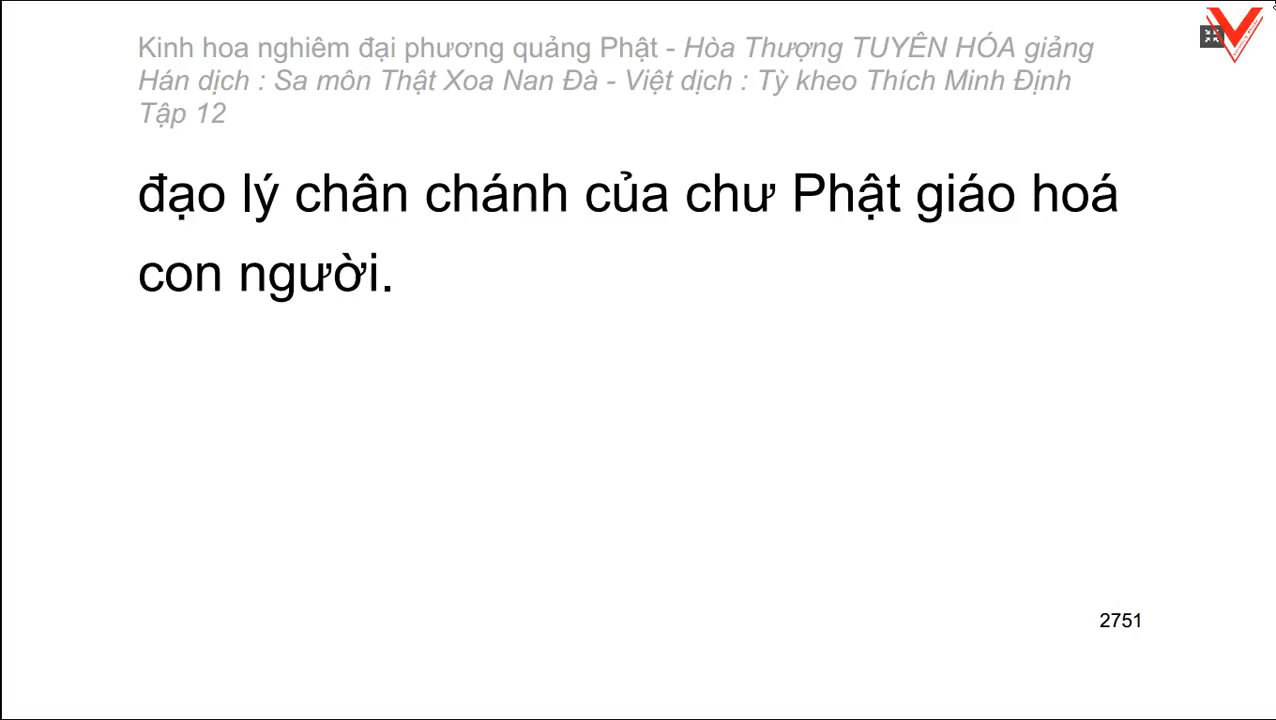 Kinh hoa nghiêm đại phương quảng Phật - Hòa Thượng TUYÊN HÓA giảng
Hán dịch : Sa môn Thật Xoa Nan Đà - Việt dịch : Tỳ kheo Thích Minh Định
Tập 12
đạo lý chân chánh của chư Phật giáo hoá
con người.
2751